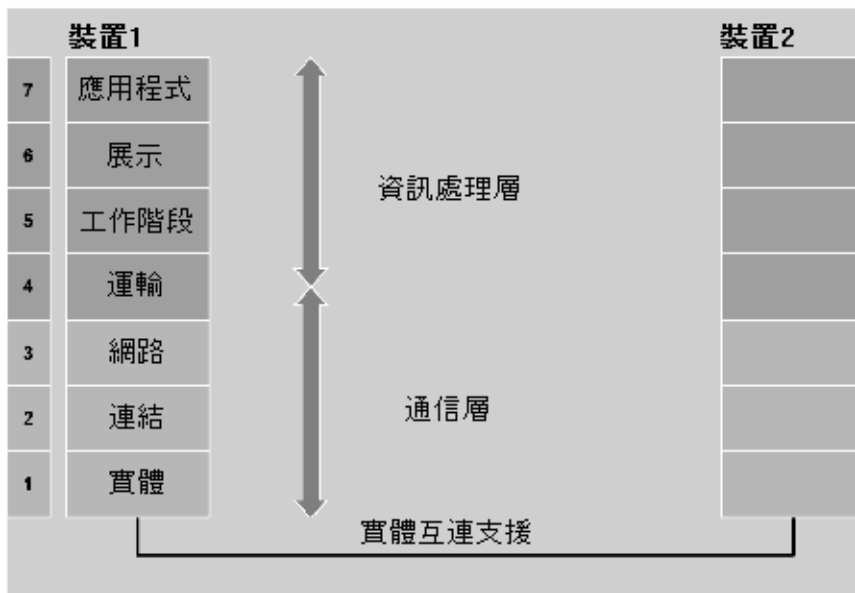 裝置1
裝置2
7
應用程式
6
展示
資訊處理層
5
工作階段
4
運輸
3
網路
通信層
2
連結
1
實體
實體互連支援